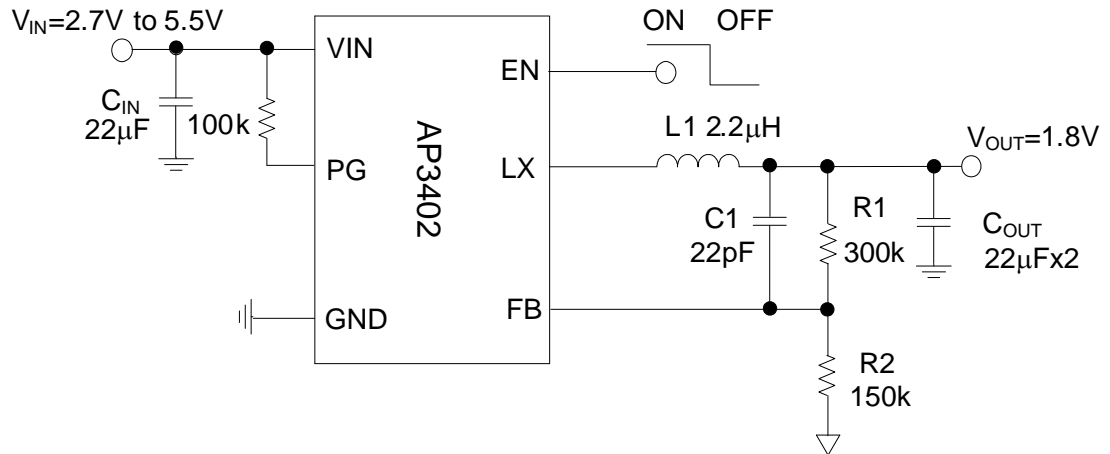 V_IN=2.7V to 5.5V
ON OFF
VIN
EN
C_IN
22μF
100k
L1 2.2μH
V_OUT=1.8V
AP3402
PG
LX
C1
22pF
R1
300k
C_OUT
22μFx2
GND
FB
R2
150k